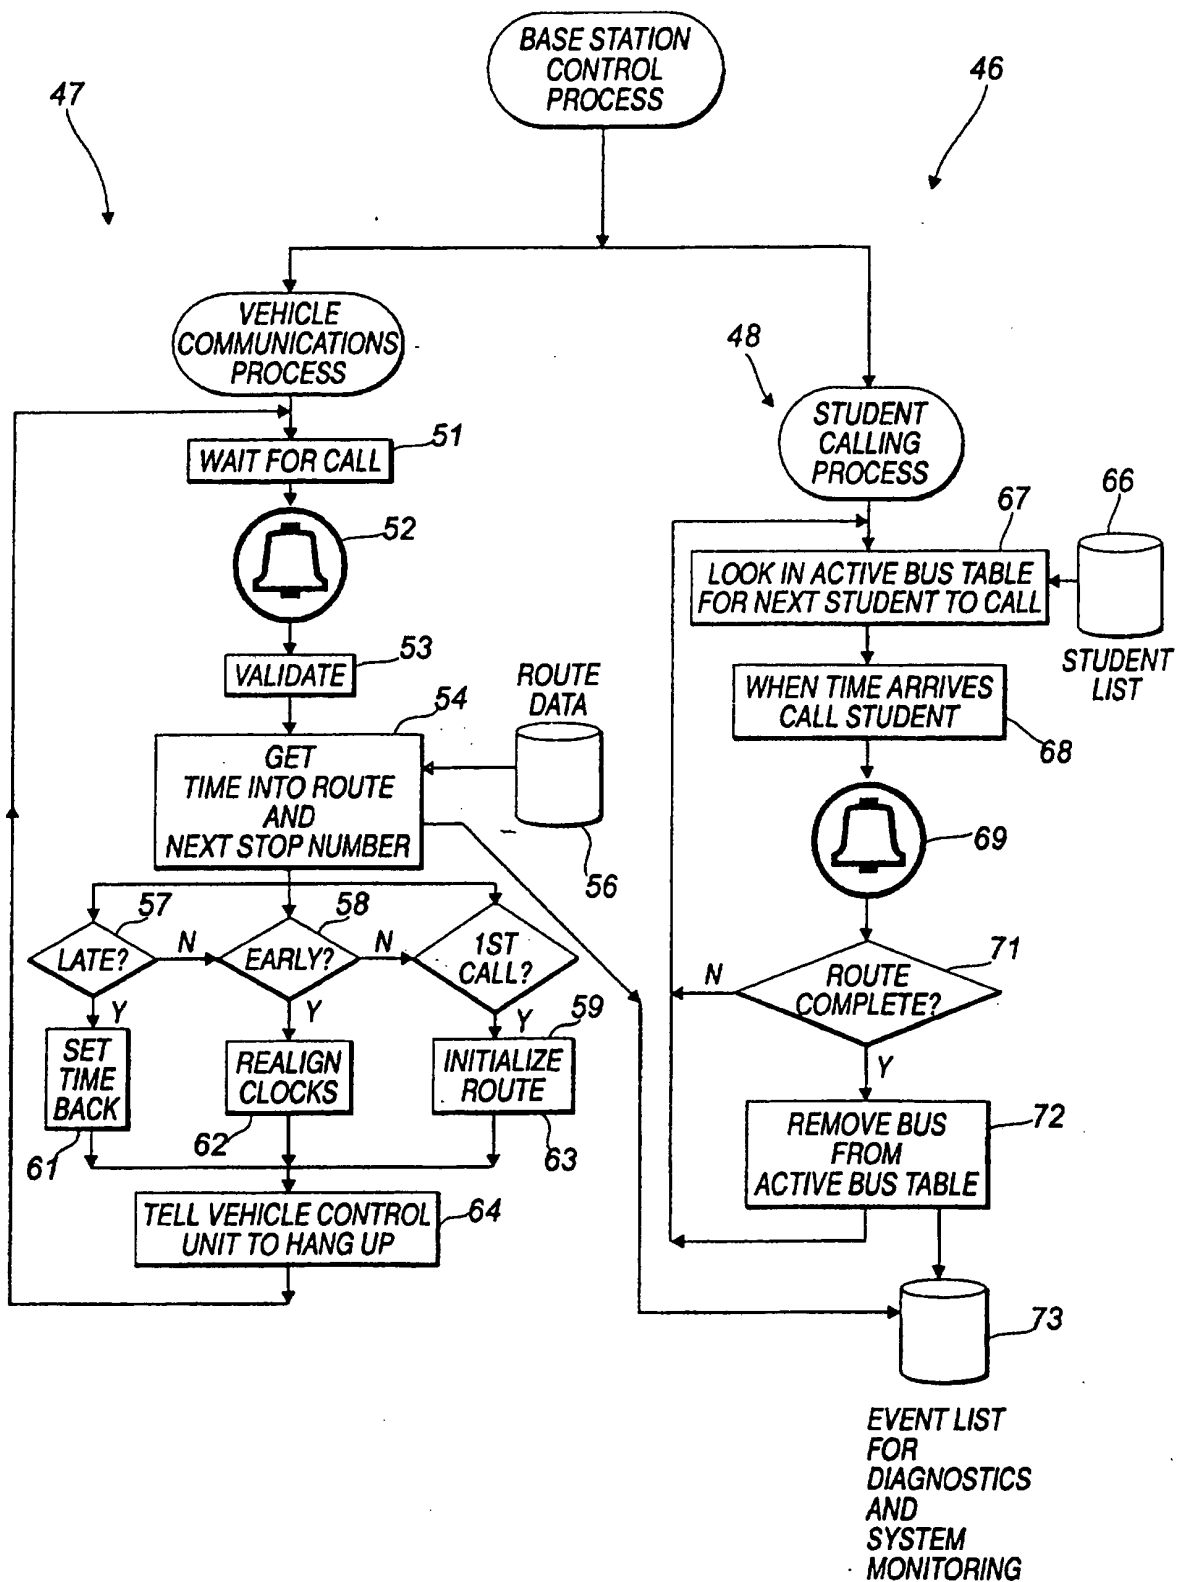 BASE STATION
CONTROL
PROCESS
47
46
VEHICLE
COMMUNICATIONS
PROCESS
48
STUDENT
CALLING
PROCESS
51
WAIT FOR CALL
52
67
66
LOOK IN ACTIVE BUS TABLE
FOR NEXT STUDENT TO CALL
STUDENT
LIST
53
VALIDATE
ROUTE
DATA
WHEN TIME ARRIVES
CALL STUDENT
68
54
GET
TIME INTO ROUTE
AND
NEXT STOP NUMBER
56
69
57
LATE?
N
58
EARLY?
N
1ST
CALL?
71
ROUTE
COMPLETE?
N
Y
Y
Y
59
Y
SET
TIME
BACK
61
REALIGN
CLOCKS
62
INITIALIZE
ROUTE
63
REMOVE BUS
FROM
ACTIVE BUS TABLE
72
TELL VEHICLE CONTROL
UNIT TO HANG UP
64
73
EVENT LIST
FOR
DIAGNOSTICS
AND
SYSTEM
MONITORING